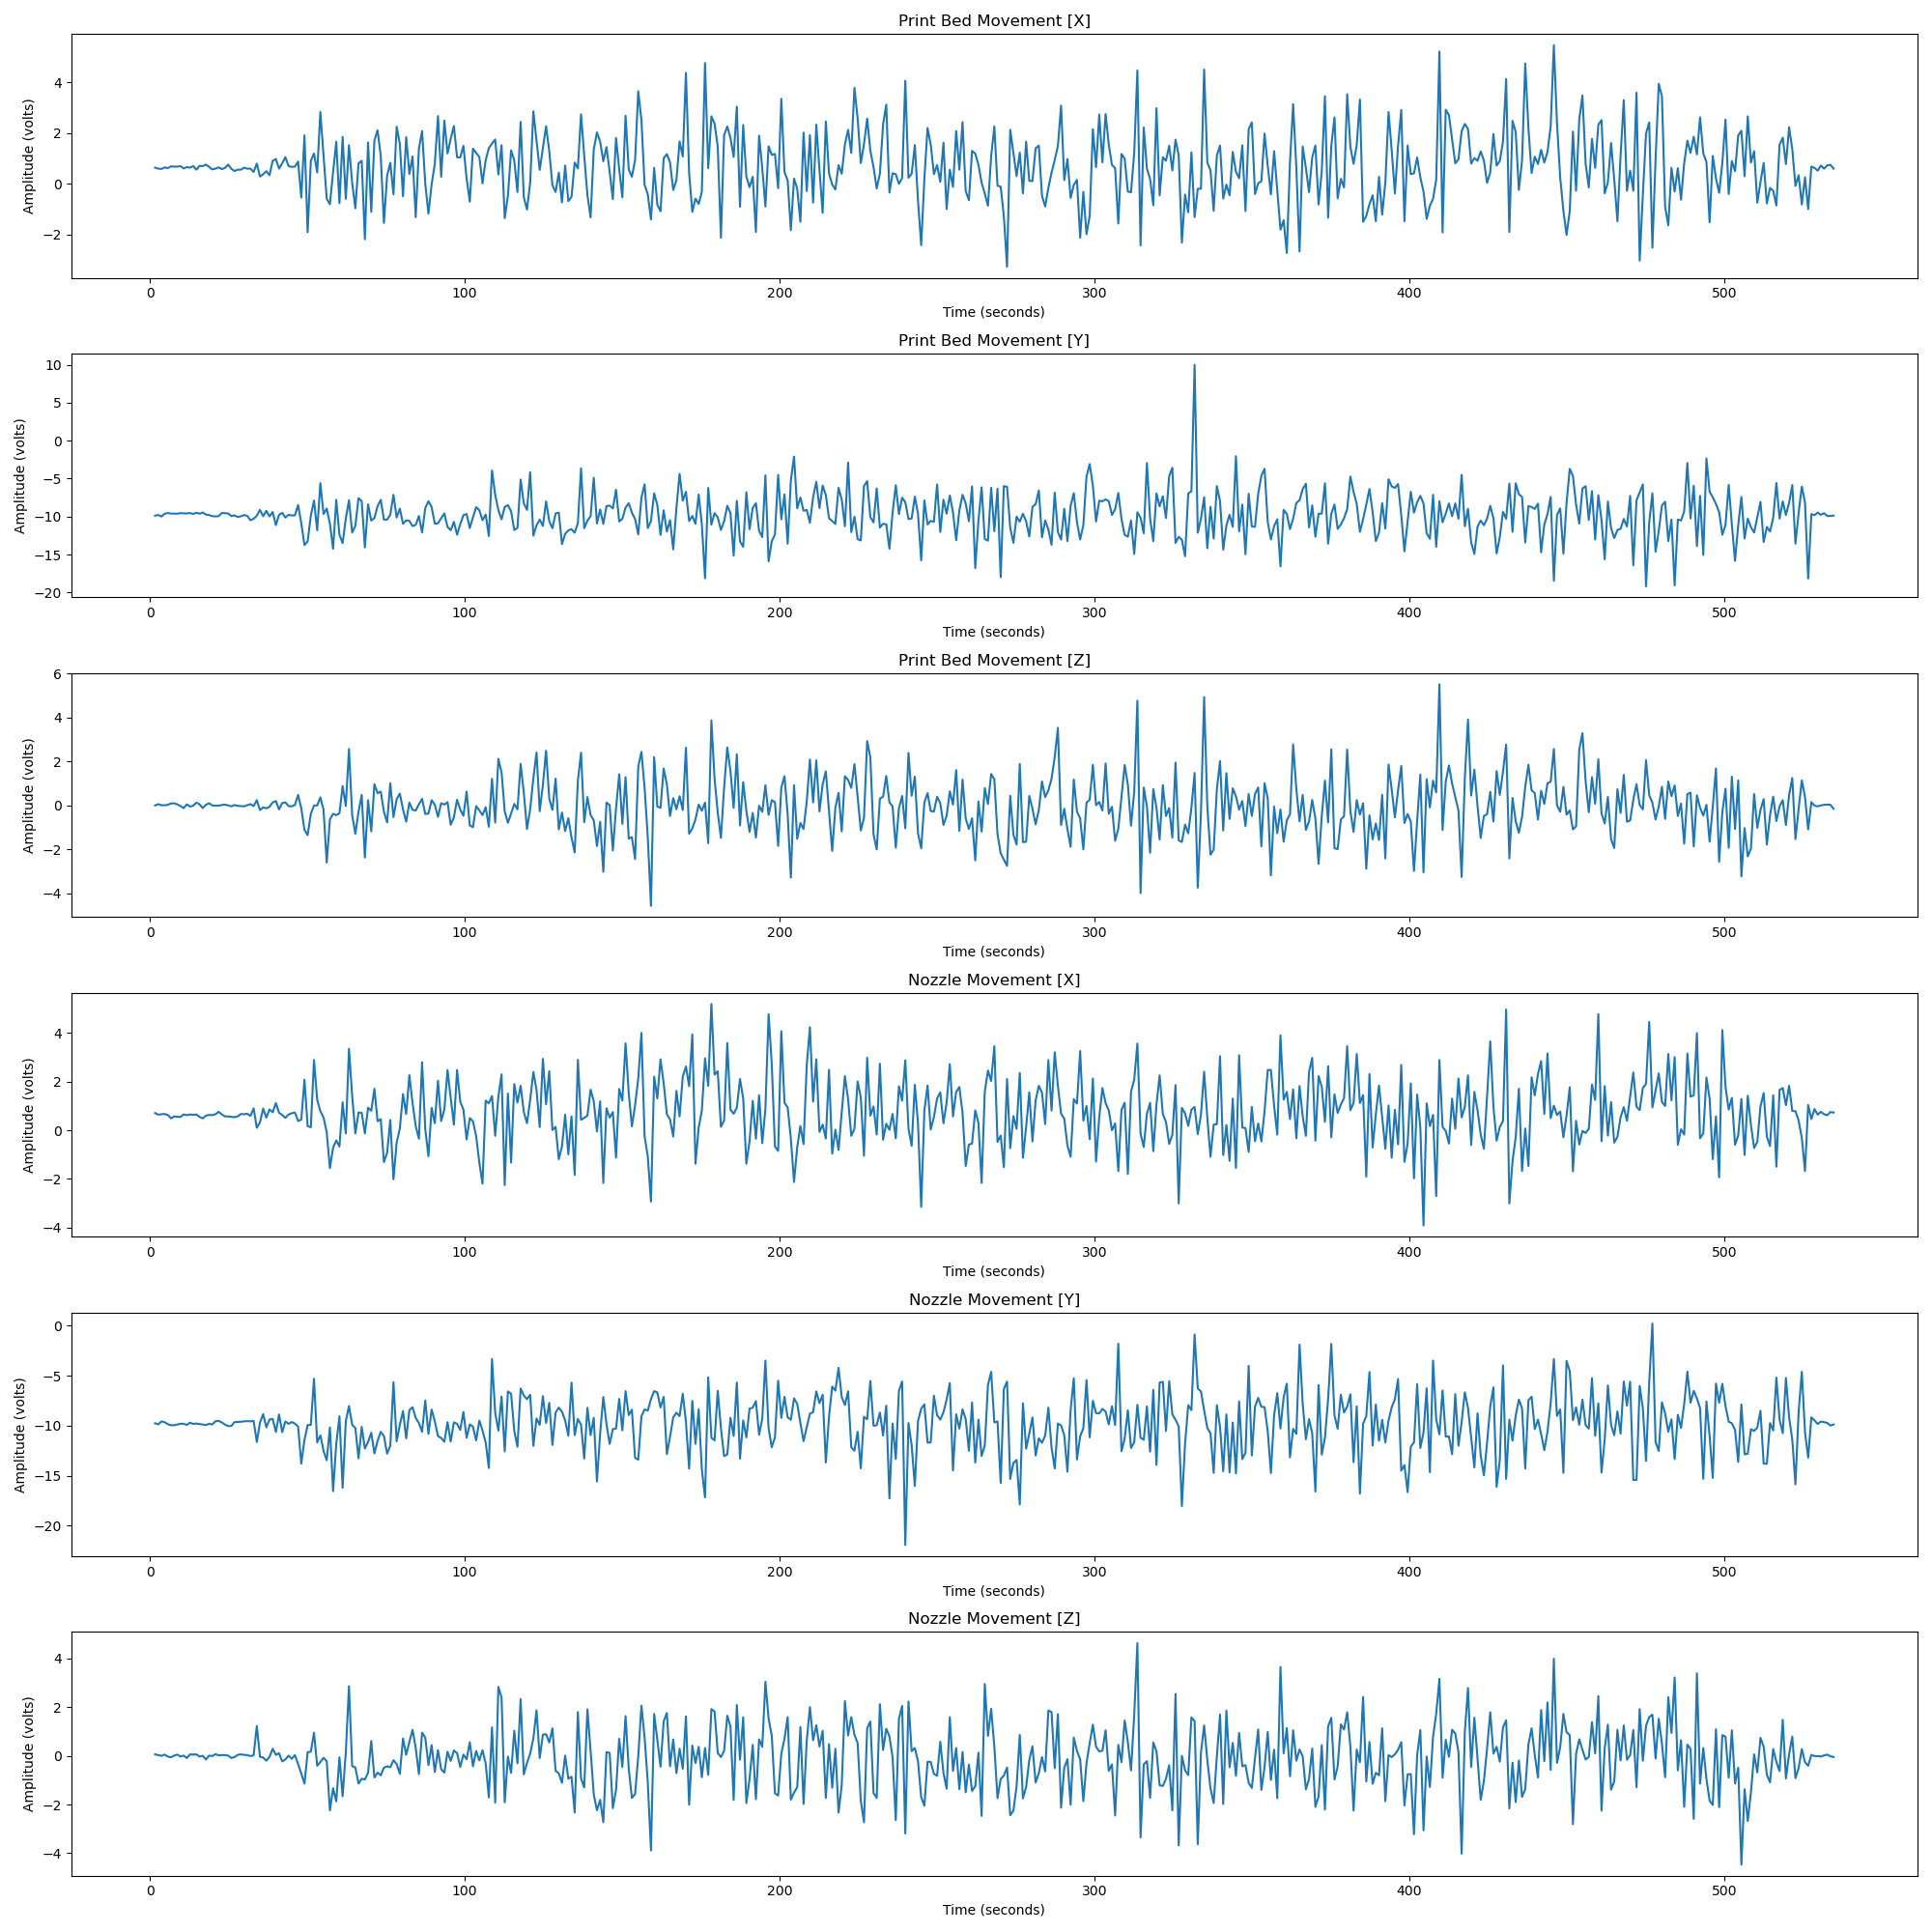 Print Bed Movement [X]
4
2
0
−2
Amplitude (volts)
0 100 200 300 400 500
Time (seconds)
Print Bed Movement [Y]
10
5
0
−5
−10
−15
−20
Amplitude (volts)
0 100 200 300 400 500
Time (seconds)
Print Bed Movement [Z]
6
4
2
0
−2
−4
Amplitude (volts)
0 100 200 300 400 500
Time (seconds)
Nozzle Movement [X]
4
2
0
−2
−4
Amplitude (volts)
0 100 200 300 400 500
Time (seconds)
Nozzle Movement [Y]
0
−5
−10
−15
−20
Amplitude (volts)
0 100 200 300 400 500
Time (seconds)
Nozzle Movement [Z]
4
2
0
−2
−4
Amplitude (volts)
0 100 200 300 400 500
Time (seconds)